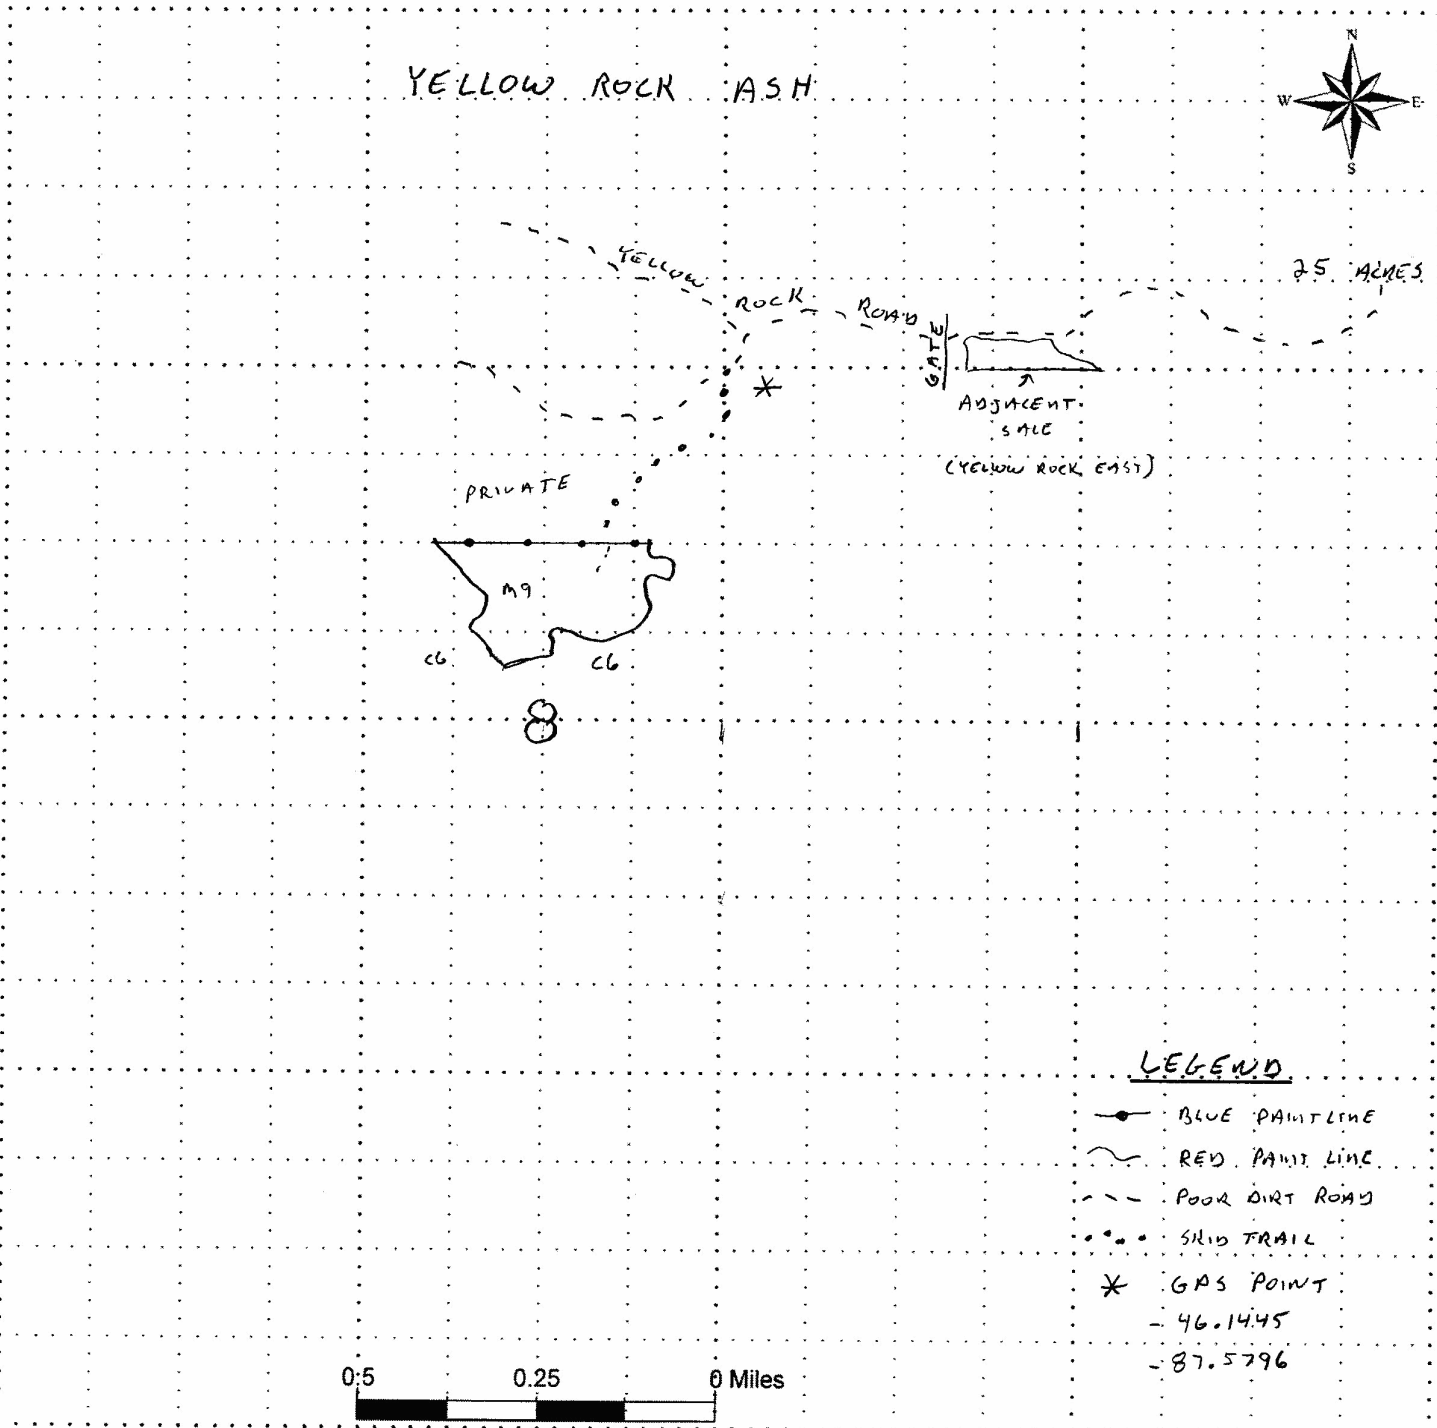 N
YELLOW ROCK ASH
W E
S
25 ACRES
YELLOW ROCK ROAD
GATE
ADJACENT
SALE
(YELLOW ROCK EAST)
PRIVATE
M9
C6 C6
8
LEGEND
BLUE PAINT LINE
RED PAINT LINE
POOR DIRT ROAD
SKID TRAIL
GPS POINT
- 46.1445
- 87.5796
0.5 0.25 0 Miles